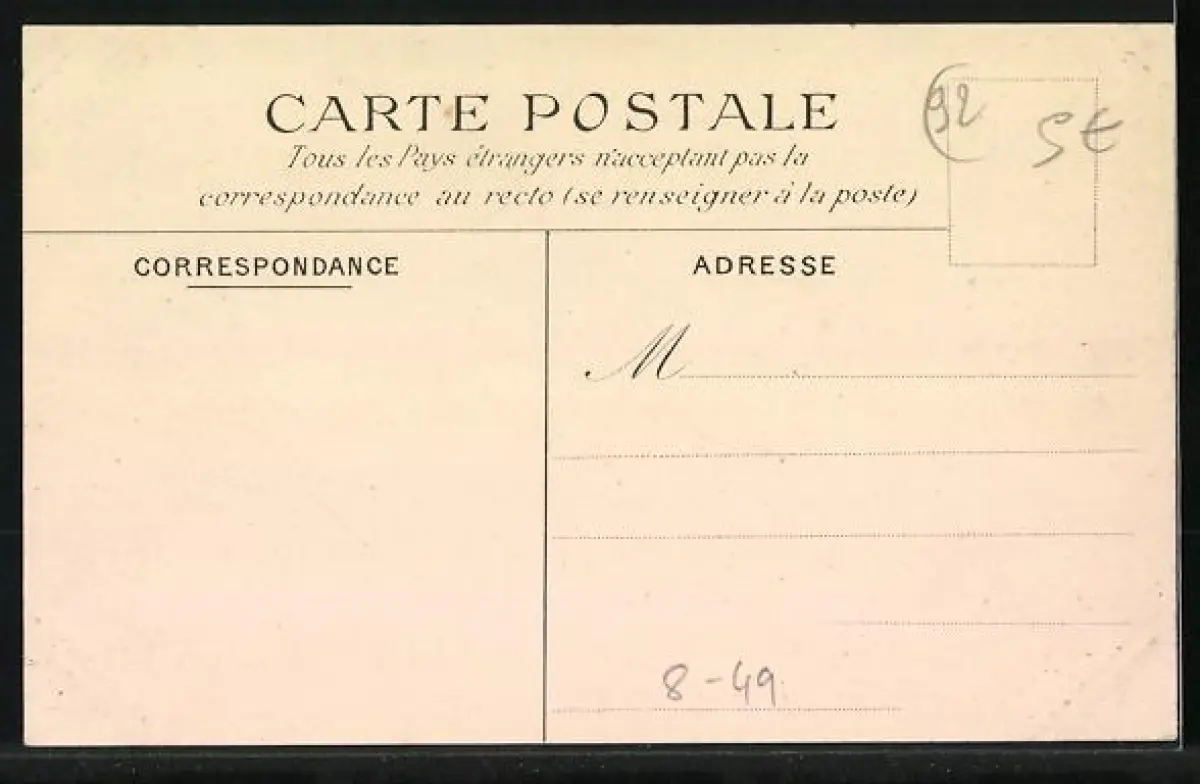 CARTE POSTALE
Tous les Pays étrangers n'acceptant pas la
correspondance au recto (se renseigner à la poste)
92
5€
CORRESPONDANCE
ADRESSE
M
8-49